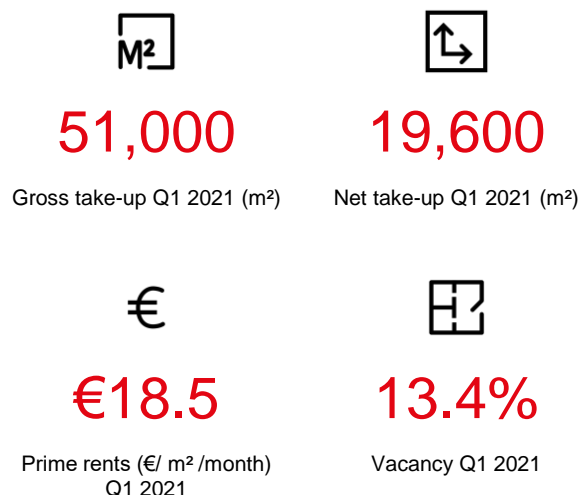 M²
51,000
19,600
Gross take-up Q1 2021 (m²)
Net take-up Q1 2021 (m²)
€
€18.5
13.4%
Prime rents (€/ m² /month)
Q1 2021
Vacancy Q1 2021